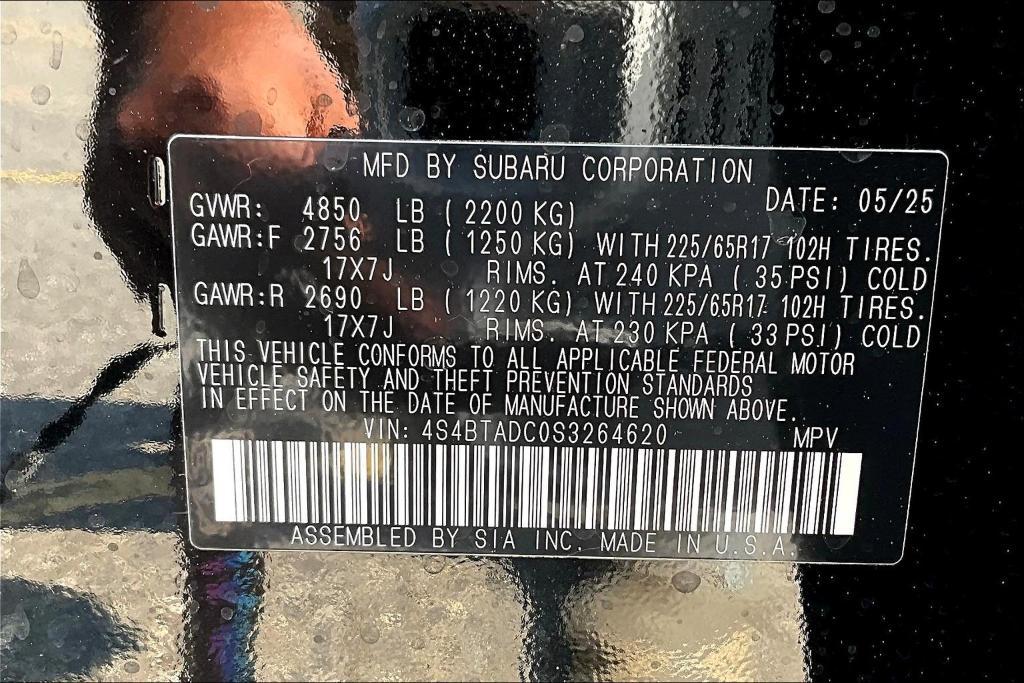 MFD BY SUBARU CORPORATION
DATE: 05/25
GVWR: 4850 LB (2200 KG)
GAWR:F 2756 LB (1250 KG) WITH 225/65R17 102H TIRES.
17X7J RIMS. AT 240 KPA (35 PSI) COLD
GAWR:R 2690 LB (1220 KG) WITH 225/65R17 102H TIRES.
17X7J RIMS. AT 230 KPA (33 PSI) COLD
THIS VEHICLE CONFORMS TO ALL APPLICABLE FEDERAL MOTOR
VEHICLE SAFETY AND THEFT PREVENTION STANDARDS
IN EFFECT ON THE DATE OF MANUFACTURE SHOWN ABOVE.
VIN: 4S4BTADC0S3264620 MPV
ASSEMBLED BY SIA INC. MADE IN U.S.A.